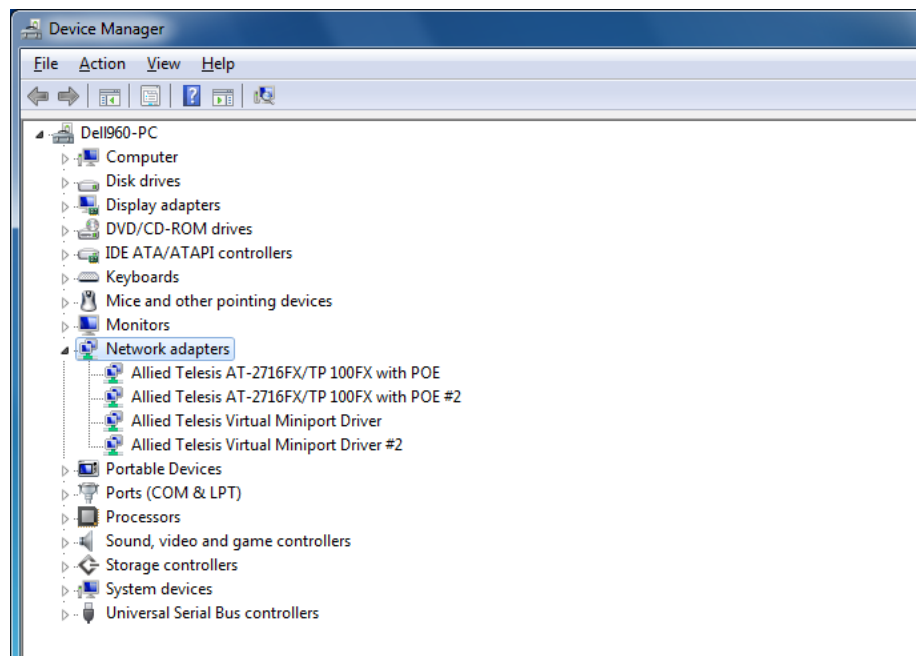 Device Manager
File Action View Help
Dell960-PC
Computer
Disk drives
Display adapters
DVD/CD-ROM drives
IDE ATA/ATAPI controllers
Keyboards
Mice and other pointing devices
Monitors
Network adapters
Allied Telesis AT-2716FX/TP 100FX with POE
Allied Telesis AT-2716FX/TP 100FX with POE #2
Allied Telesis Virtual Miniport Driver
Allied Telesis Virtual Miniport Driver #2
Portable Devices
Ports (COM & LPT)
Processors
Sound, video and game controllers
Storage controllers
System devices
Universal Serial Bus controllers